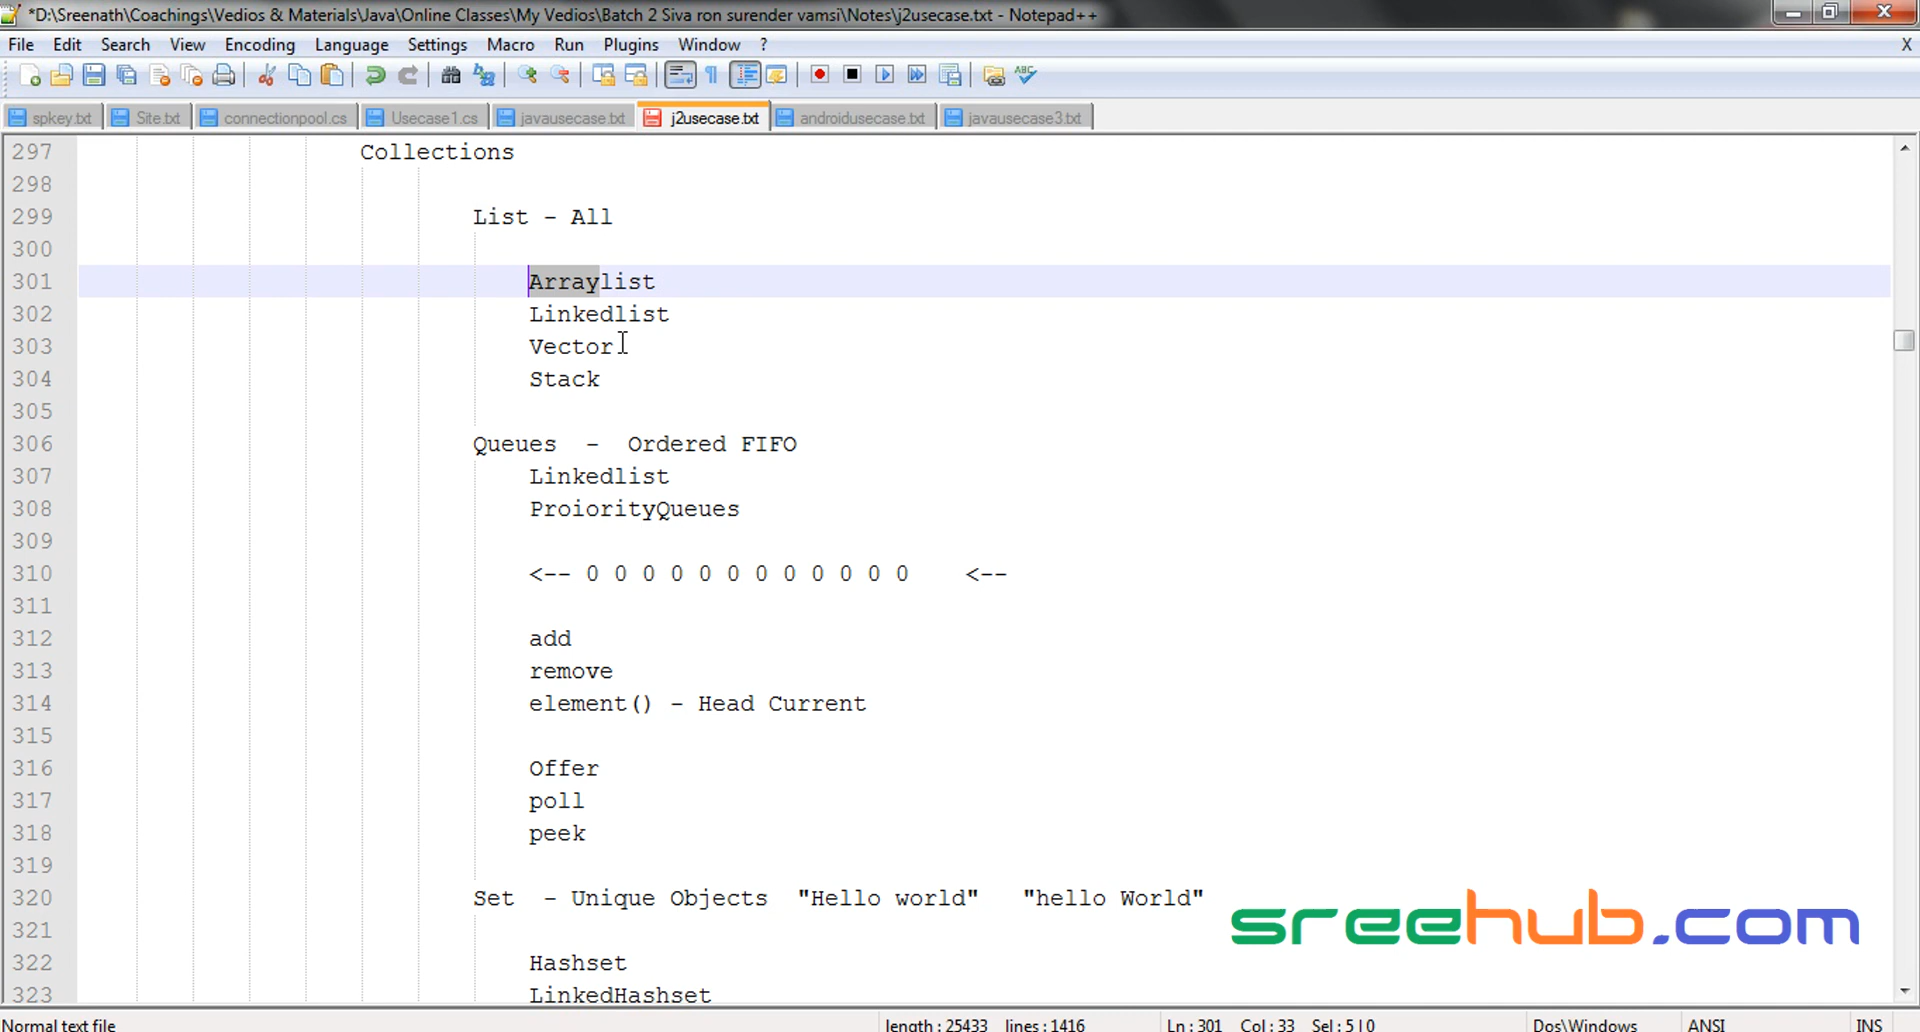 *D:\Sreenath\Coachings\Vedios & Materials\Java\Online Classes\My Vedios\Batch 2 Siva ron surender vamsi\Notes\j2usecase.txt - Notepad++
File Edit Search View Encoding Language Settings Macro Run Plugins Window ? X
spkey.txt Site.txt connectionpool.cs Usecase1.cs javausecase.txt j2usecase.txt androidusecase.txt javausecase3.txt
297 Collections
298
299 List - All
300
301 Arraylist
302 Linkedlist
303 Vector
304 Stack
305
306 Queues - Ordered FIFO
307 Linkedlist
308 ProiorityQueues
309
310 <-- 0 0 0 0 0 0 0 0 0 0 0 0 <--
311
312 add
313 remove
314 element() - Head Current
315
316 Offer
317 poll
318 peek
319
320 Set - Unique Objects "Hello world" "hello World"
321
322 Hashset
323 LinkedHashset
sreehub.com
Normal text file length : 25433 lines : 1416 Ln : 301 Col : 33 Sel : 5 | 0 Dos\Windows ANSI INS